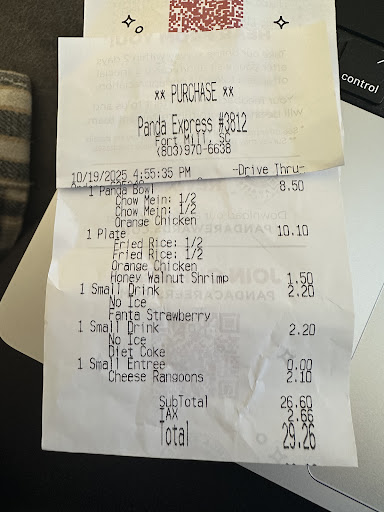 ** PURCHASE **
Panda Express #3812
Fort Mill, SC
(803)970-6638
10/19/2025 4:55:35 PM -Drive Thru-
1 Panda Bowl 8.50
Chow Mein: 1/2
Chow Mein: 1/2
Orange Chicken
1 Plate 10.10
Fried Rice: 1/2
Fried Rice: 1/2
Orange Chicken
Honey Walnut Shrimp 1.50
1 Small Drink 2.20
No Ice
Fanta Strawberry
1 Small Drink 2.20
No Ice
Diet Coke
1 Small Entree 0.00
Cheese Rangoons 2.10
SubTotal 26.60
TAX 2.66
Total 29.26
control